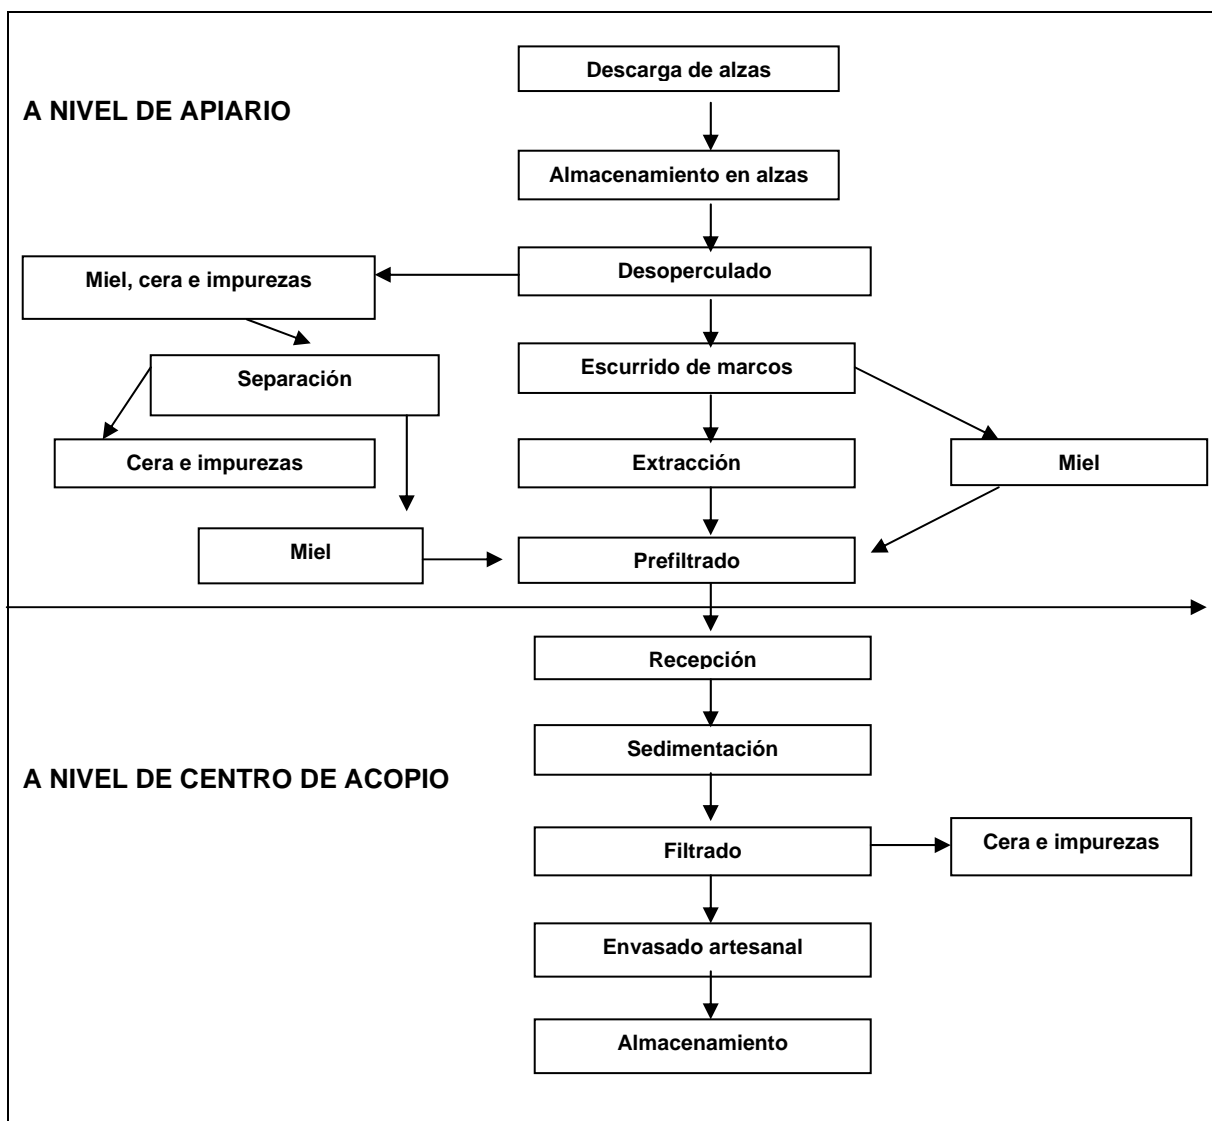 Descarga de alzas
A NIVEL DE APIARIO
Almacenamiento en alzas
Desoperculado
Miel, cera e impurezas
Escurrido de marcos
Separación
Cera e impurezas
Extracción
Miel
Miel
Prefiltrado
Recepción
Sedimentación
A NIVEL DE CENTRO DE ACOPIO
Filtrado
Cera e impurezas
Envasado artesanal
Almacenamiento